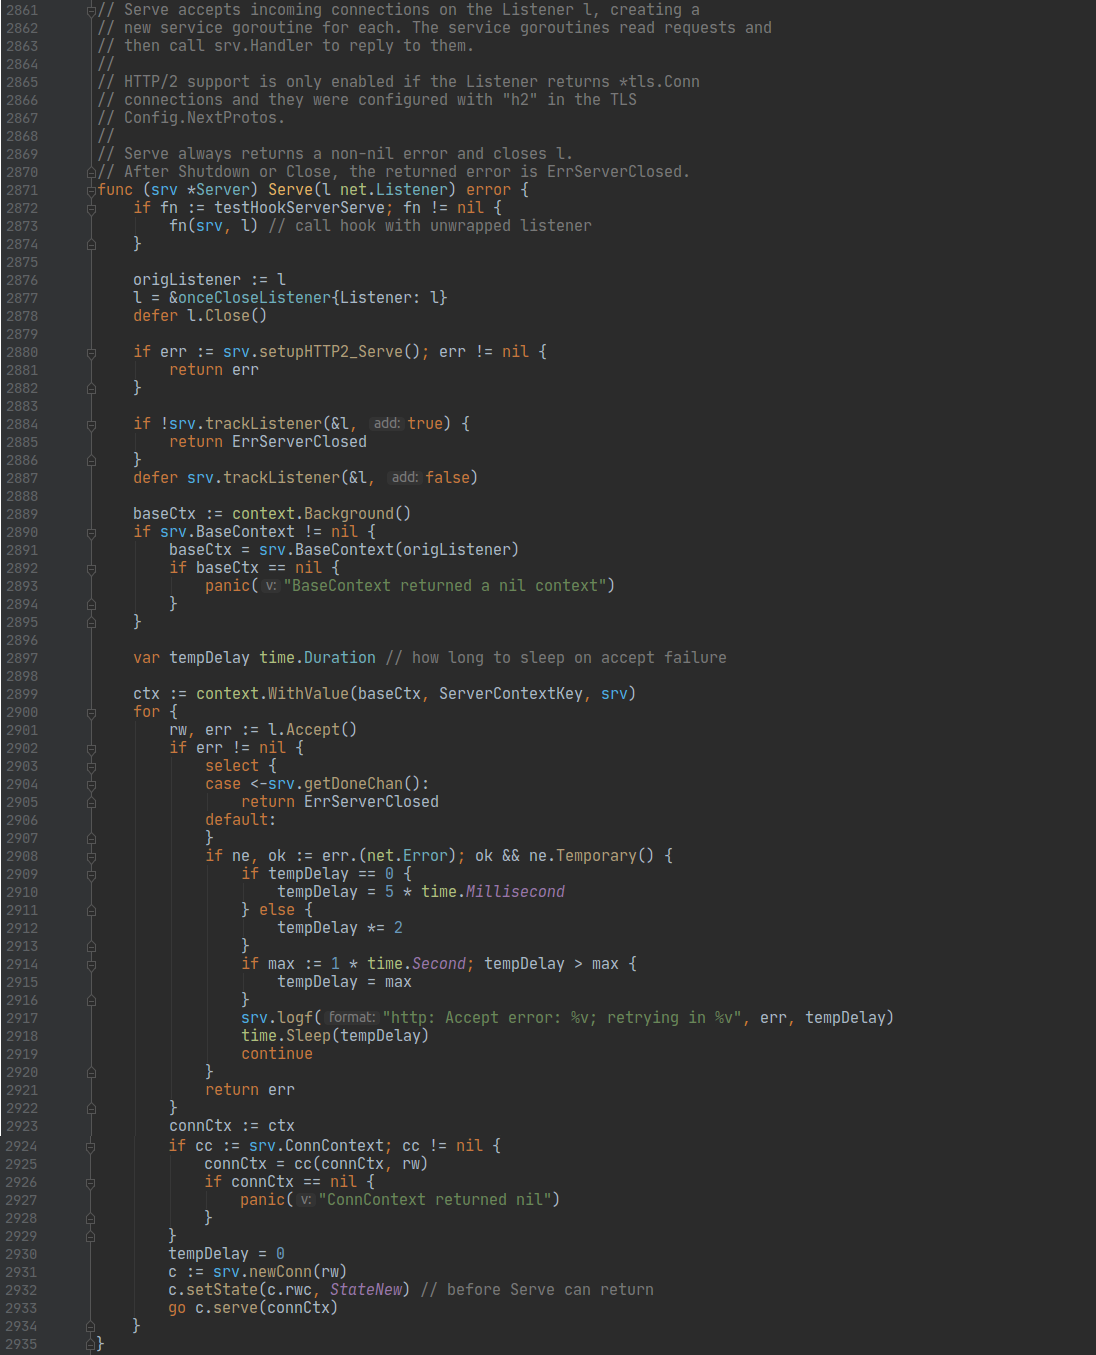 2861 // Serve accepts incoming connections on the Listener l, creating a
2862 // new service goroutine for each. The service goroutines read requests and
2863 // then call srv.Handler to reply to them.
2864 //
2865 // HTTP/2 support is only enabled if the Listener returns *tls.Conn
2866 // connections and they were configured with "h2" in the TLS
2867 // Config.NextProtos.
2868 //
2869 // Serve always returns a non-nil error and closes l.
2870 // After Shutdown or Close, the returned error is ErrServerClosed.
2871 func (srv *Server) Serve(l net.Listener) error {
2872     if fn := testHookServerServe; fn != nil {
2873         fn(srv, l) // call hook with unwrapped listener
2874     }
2875
2876     origListener := l
2877     l = &onceCloseListener{Listener: l}
2878     defer l.Close()
2879
2880     if err := srv.setupHTTP2_Serve(); err != nil {
2881         return err
2882     }
2883
2884     if !srv.trackListener(&l, add: true) {
2885         return ErrServerClosed
2886     }
2887     defer srv.trackListener(&l, add: false)
2888
2889     baseCtx := context.Background()
2890     if srv.BaseContext != nil {
2891         baseCtx = srv.BaseContext(origListener)
2892         if baseCtx == nil {
2893             panic( v: "BaseContext returned a nil context")
2894         }
2895     }
2896
2897     var tempDelay time.Duration // how long to sleep on accept failure
2898
2899     ctx := context.WithValue(baseCtx, ServerContextKey, srv)
2900     for {
2901         rw, err := l.Accept()
2902         if err != nil {
2903             select {
2904             case <-srv.getDoneChan():
2905                 return ErrServerClosed
2906             default:
2907             }
2908             if ne, ok := err.(net.Error); ok && ne.Temporary() {
2909                 if tempDelay == 0 {
2910                     tempDelay = 5 * time.Millisecond
2911                 } else {
2912                     tempDelay *= 2
2913                 }
2914                 if max := 1 * time.Second; tempDelay > max {
2915                     tempDelay = max
2916                 }
2917                 srv.logf( format: "http: Accept error: %v; retrying in %v", err, tempDelay)
2918                 time.Sleep(tempDelay)
2919                 continue
2920             }
2921             return err
2922         }
2923         connCtx := ctx
2924         if cc := srv.ConnContext; cc != nil {
2925             connCtx = cc(connCtx, rw)
2926             if connCtx == nil {
2927                 panic( v: "ConnContext returned nil")
2928             }
2929         }
2930         tempDelay = 0
2931         c := srv.newConn(rw)
2932         c.setState(c.rwc, StateNew) // before Serve can return
2933         go c.serve(connCtx)
2934     }
2935 }